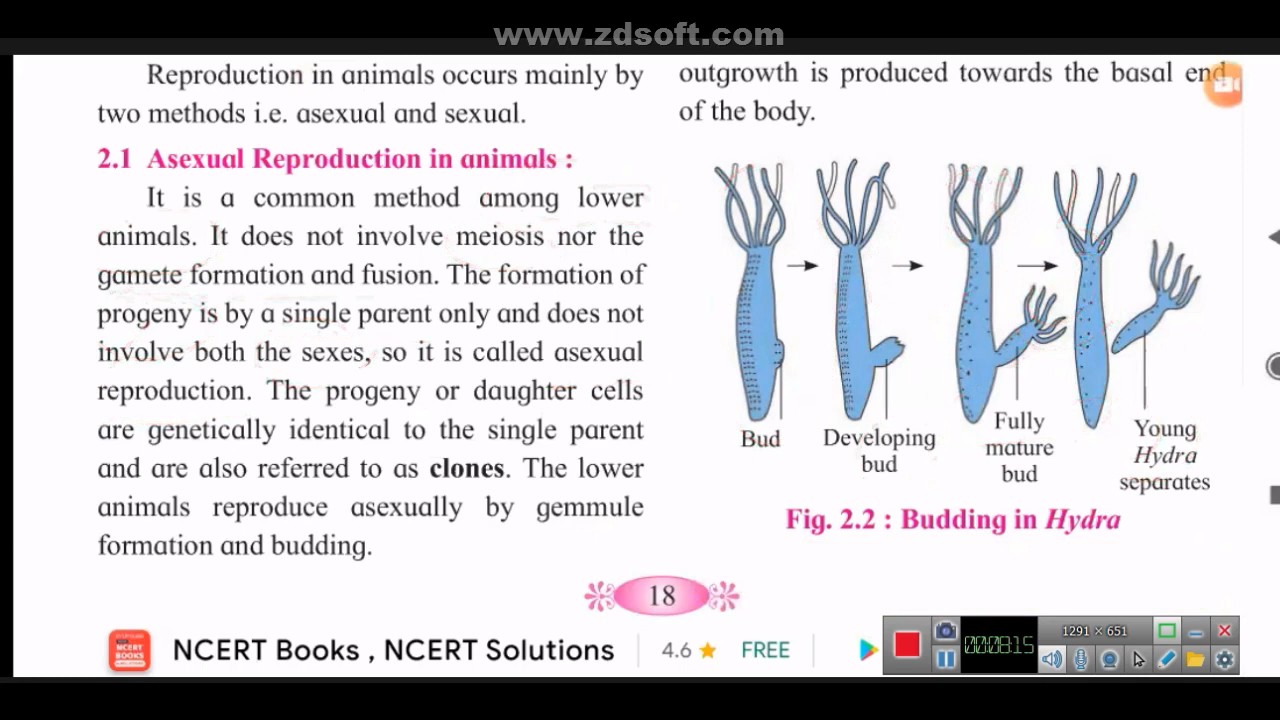 www.zdsoft.com
Reproduction in animals occurs mainly by
two methods i.e. asexual and sexual.
2.1 Asexual Reproduction in animals :
It is a common method among lower
animals. It does not involve meiosis nor the
gamete formation and fusion. The formation of
progeny is by a single parent only and does not
involve both the sexes, so it is called asexual
reproduction. The progeny or daughter cells
are genetically identical to the single parent
and are also referred to as clones. The lower
animals reproduce asexually by gemmule
formation and budding.
outgrowth is produced towards the basal end
of the body.
Bud
Developing
bud
Fully
mature
bud
Young
Hydra
separates
Fig. 2.2 : Budding in Hydra
18
NCERT
BOOKS
NCERT Books , NCERT Solutions
4.6
FREE
00:08:15
1291 × 651